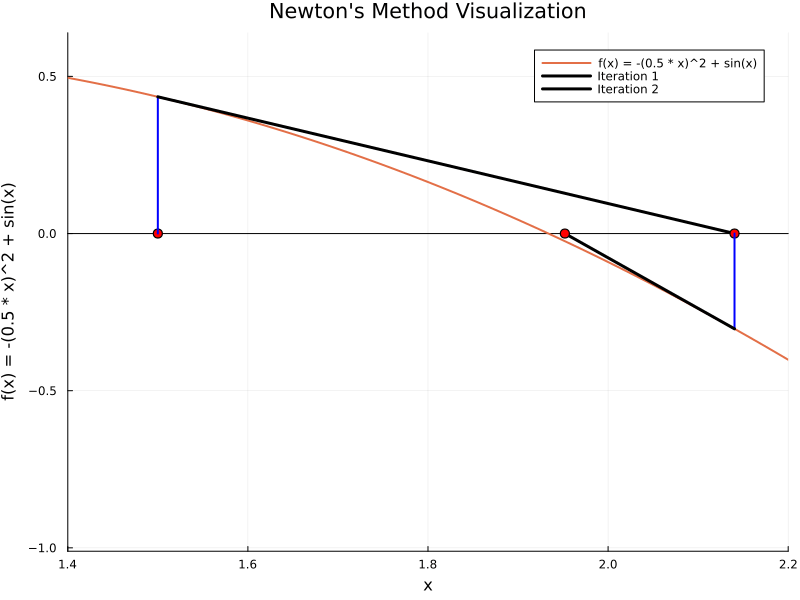 Newton's Method Visualization
f(x) = -(0.5 * x)^2 + sin(x)
Iteration 1
Iteration 2
f(x) = -(0.5 * x)^2 + sin(x)
0.5
0.0
−0.5
−1.0
1.4 1.6 1.8 2.0 2.2
x